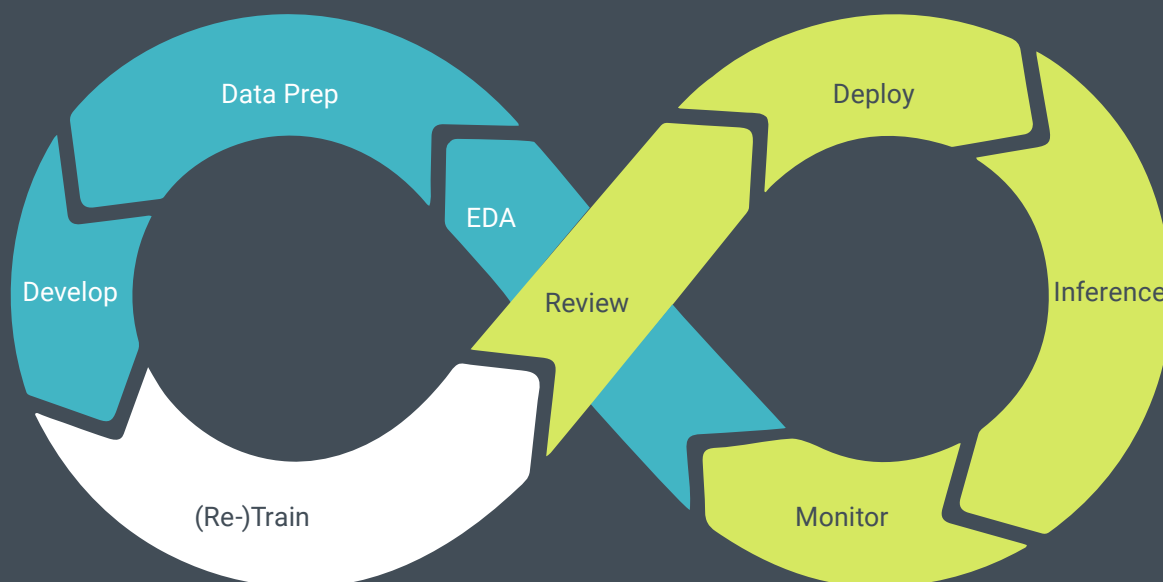 Data Prep
Deploy
EDA
Develop
Review
Inference
(Re-)Train
Monitor